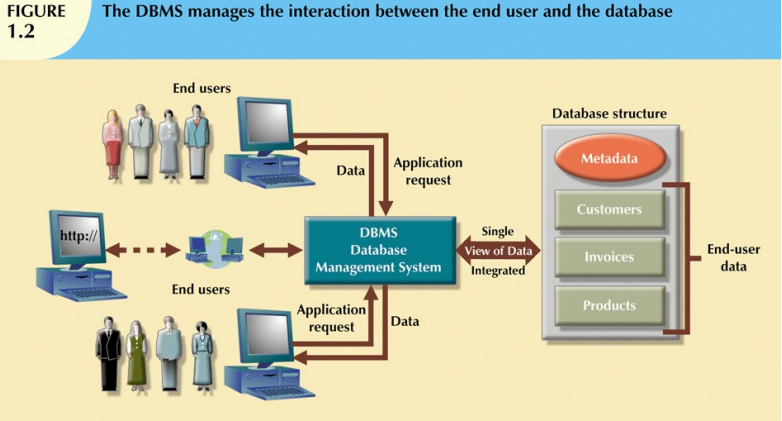 FIGURE
1.2
The DBMS manages the interaction between the end user and the database
End users
Data
Application
request
http://
DBMS
Database
Management System
Single
View of Data
Integrated
Database structure
Metadata
Customers
Invoices
Products
End-user
data
End users
Application
request
Data